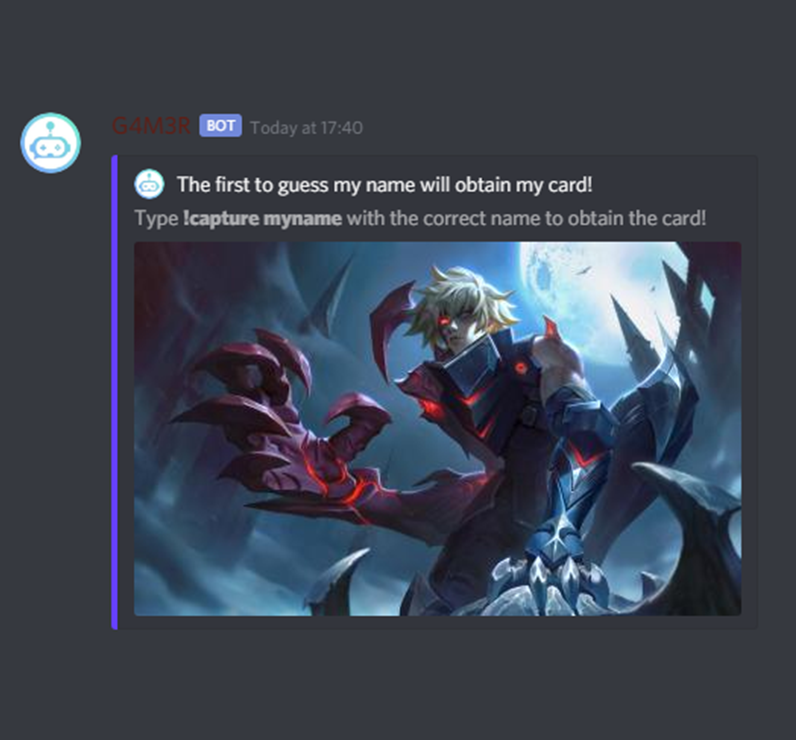 G4M3R BOT Today at 17:40
The first to guess my name will obtain my card!
Type !capture myname with the correct name to obtain the card!